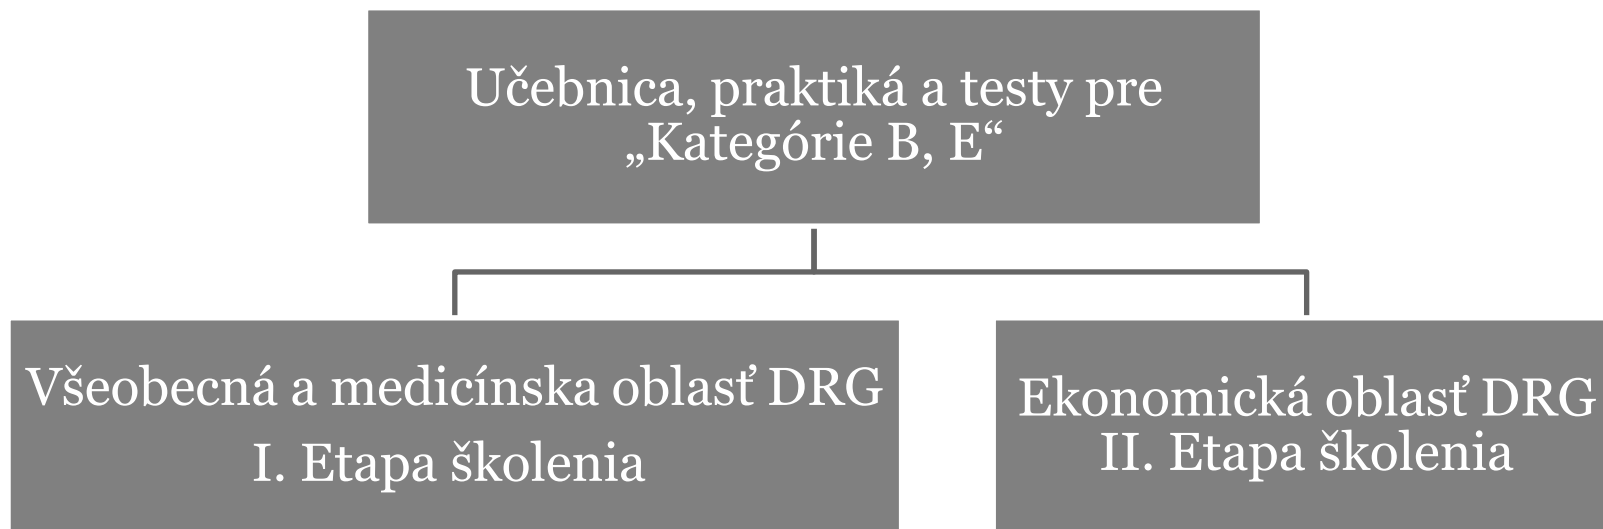 Učebnica, praktiká a testy pre
„Kategórie B, E“
Všeobecná a medicínska oblasť DRG
I. Etapa školenia
Ekonomická oblasť DRG
II. Etapa školenia